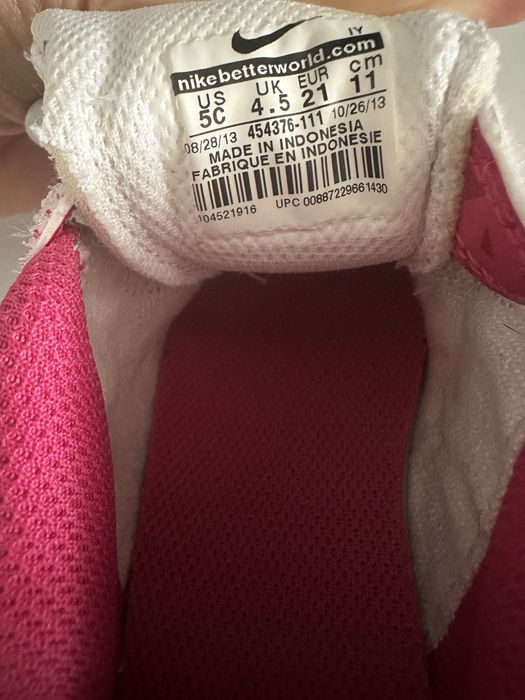 IY
nikebetterworld.com
US UK EUR cm
5C 4.5 21 11
08/28/13 454376-111 10/26/13
MADE IN INDONESIA
FABRIQUE EN INDONESIE
104521916 UPC 00887229661430